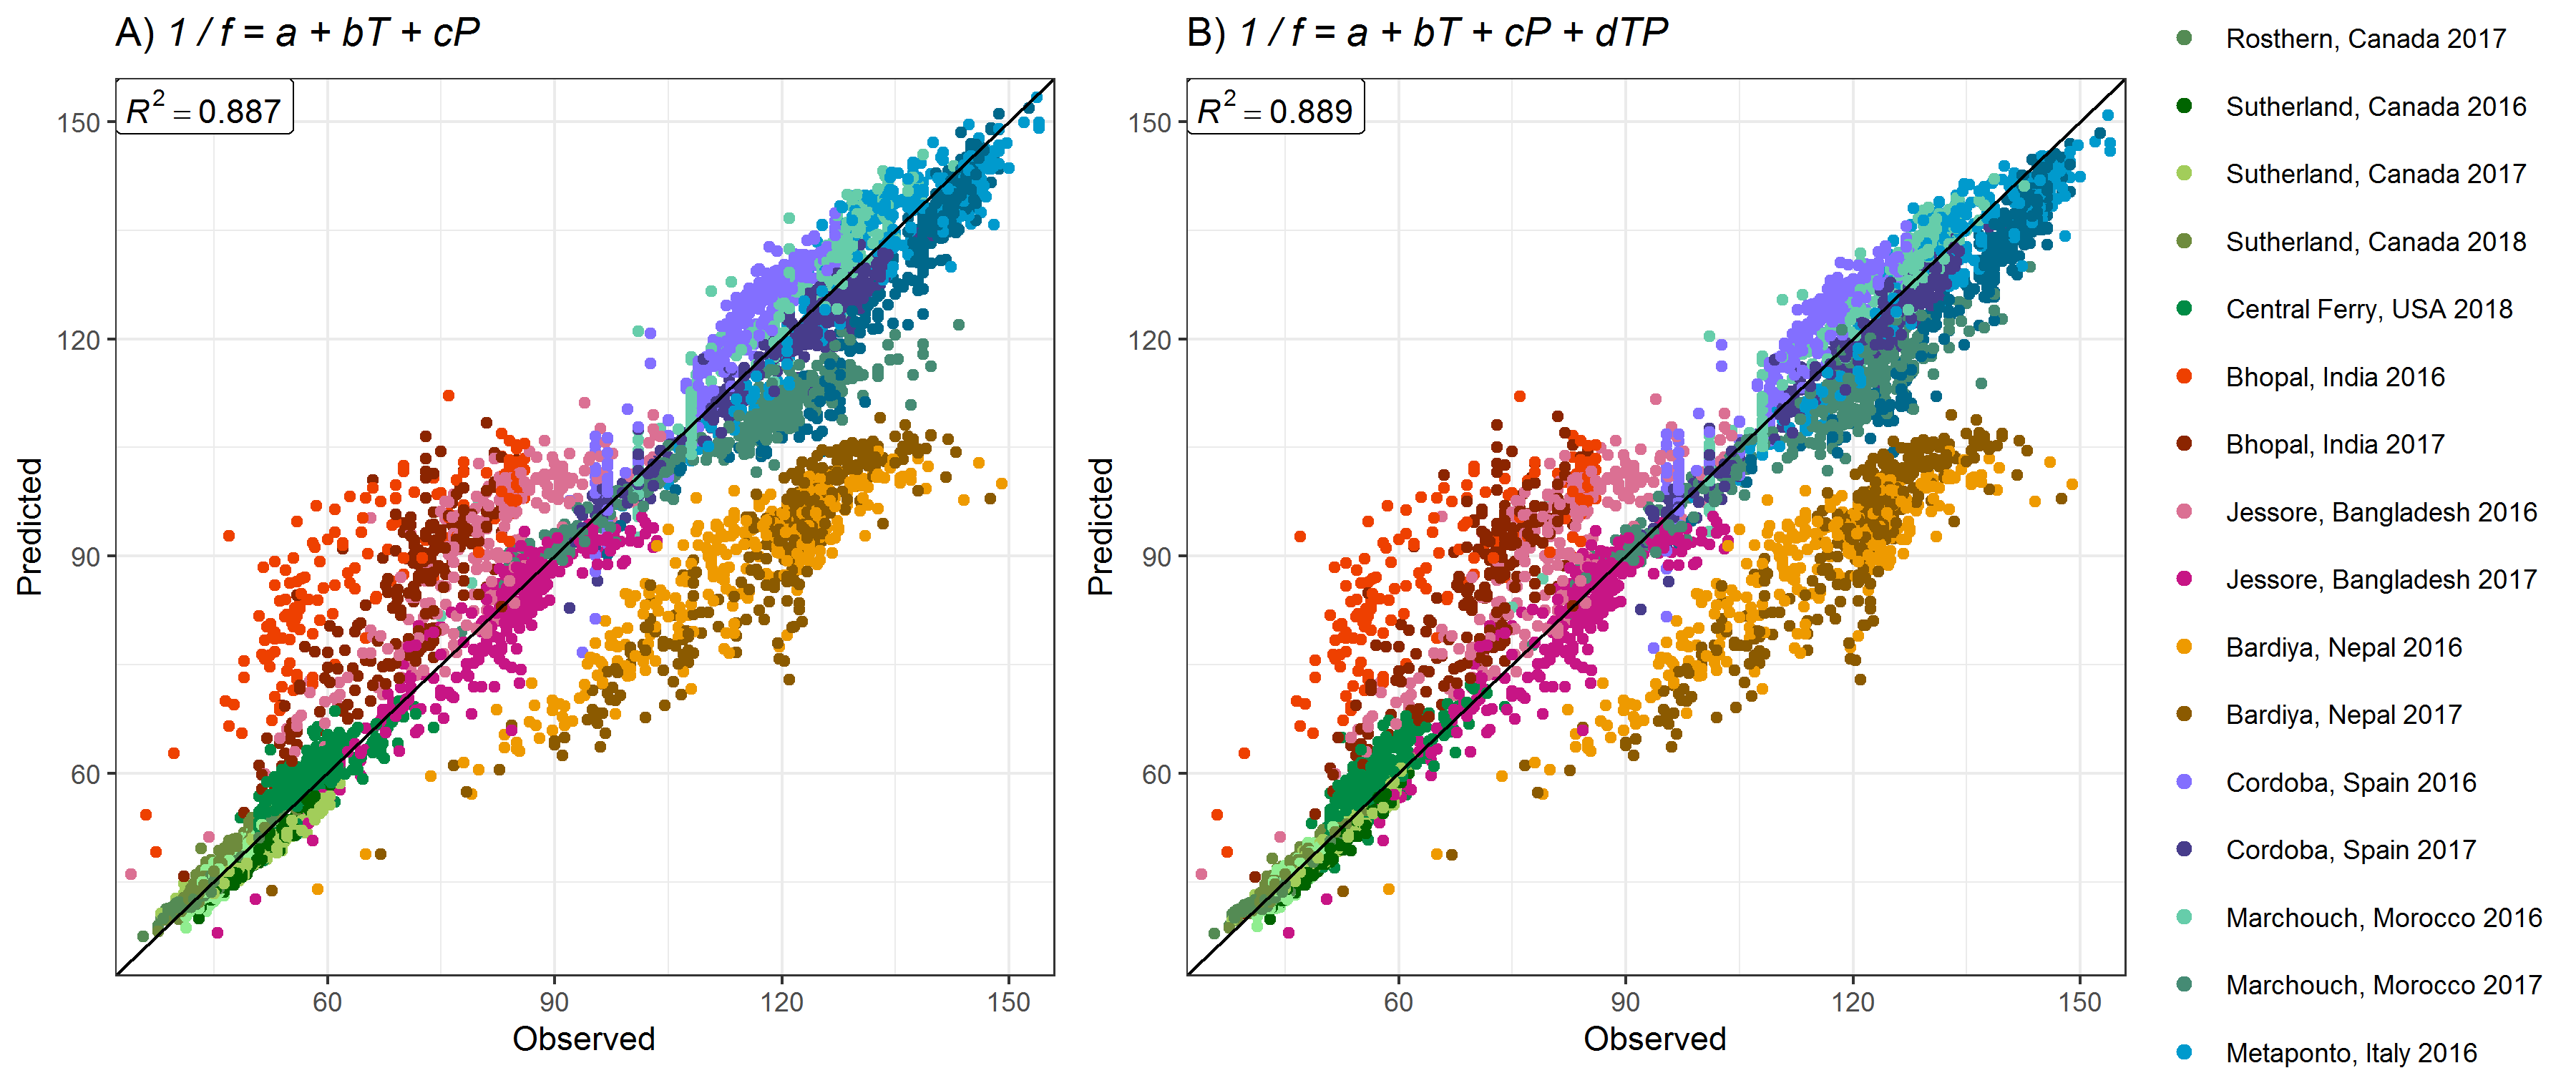 A) 1 / f = a + bT + cP
R² = 0.887
Predicted
150
120
90
60
60 90 120 150
Observed
B) 1 / f = a + bT + cP + dTP
R² = 0.889
Predicted
150
120
90
60
60 90 120 150
Observed
Rosthern, Canada 2017
Sutherland, Canada 2016
Sutherland, Canada 2017
Sutherland, Canada 2018
Central Ferry, USA 2018
Bhopal, India 2016
Bhopal, India 2017
Jessore, Bangladesh 2016
Jessore, Bangladesh 2017
Bardiya, Nepal 2016
Bardiya, Nepal 2017
Cordoba, Spain 2016
Cordoba, Spain 2017
Marchouch, Morocco 2016
Marchouch, Morocco 2017
Metaponto, Italy 2016